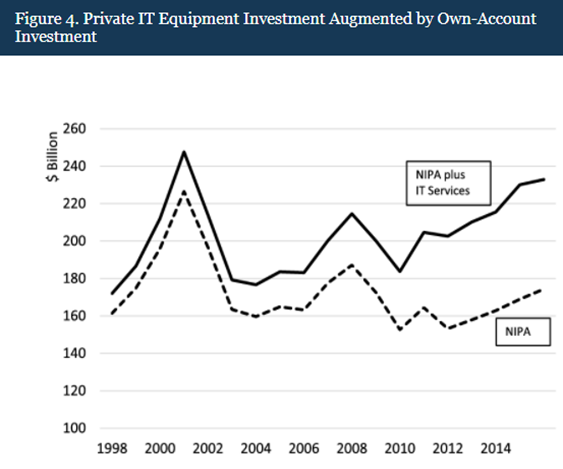 Figure 4. Private IT Equipment Investment Augmented by Own-Account
Investment
$ Billion
260
240
220
200
180
160
140
120
100
NIPA plus
IT Services
NIPA
1998 2000 2002 2004 2006 2008 2010 2012 2014